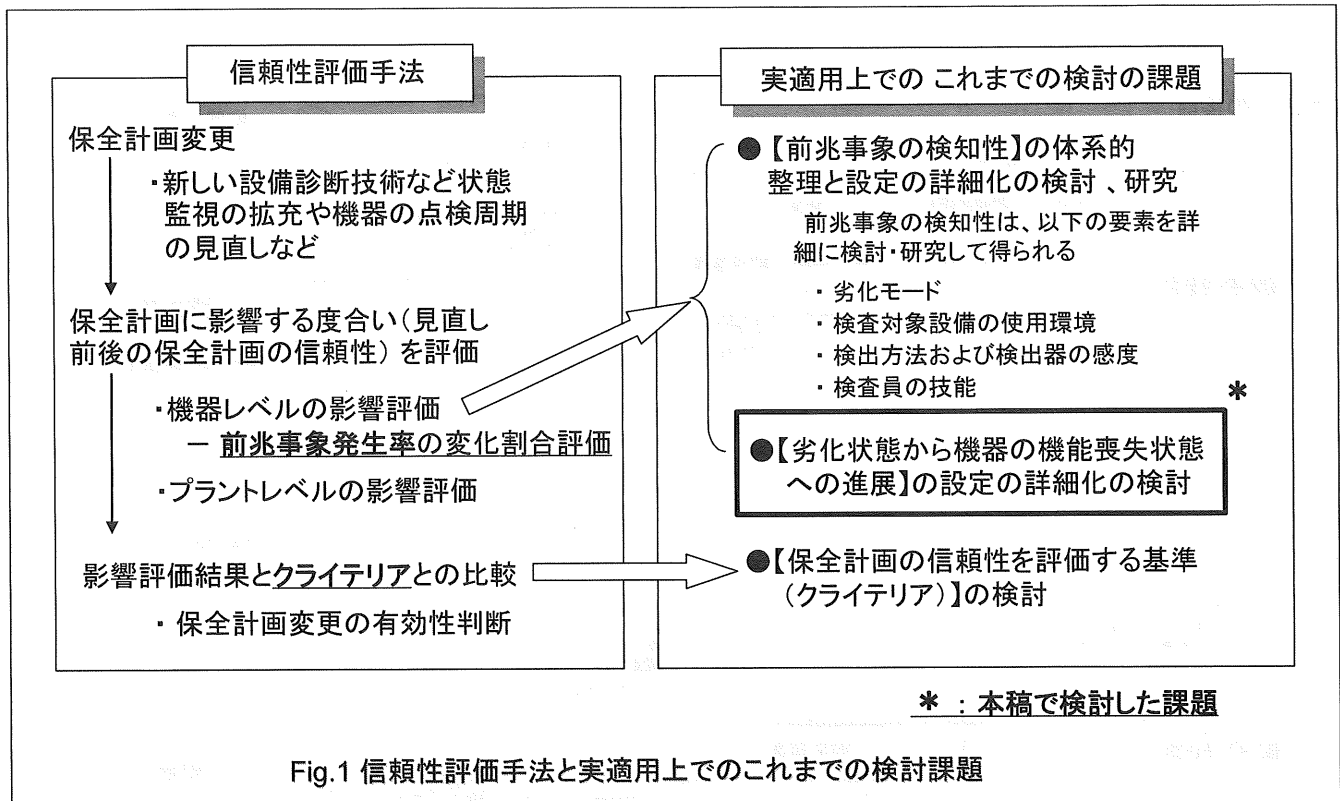 信頼性評価手法
保全計画変更
・新しい設備診断技術など状態
監視の拡充や機器の点検周期
の見直しなど
保全計画に影響する度合い（見直し
前後の保全計画の信頼性）を評価
・機器レベルの影響評価
－ 前兆事象発生率の変化割合評価
・プラントレベルの影響評価
影響評価結果とクライテリアとの比較
・ 保全計画変更の有効性判断
実適用上での これまでの検討の課題
●【前兆事象の検知性】の体系的
整理と設定の詳細化の検討 、研究
前兆事象の検知性は、以下の要素を詳
細に検討・研究して得られる
・ 劣化モード
・ 検査対象設備の使用環境
・ 検出方法および検出器の感度
・ 検査員の技能
＊
●【劣化状態から機器の機能喪失状態
への進展】の設定の詳細化の検討
●【保全計画の信頼性を評価する基準
（クライテリア）】の検討
＊ ：本稿で検討した課題
Fig.1 信頼性評価手法と実適用上でのこれまでの検討課題